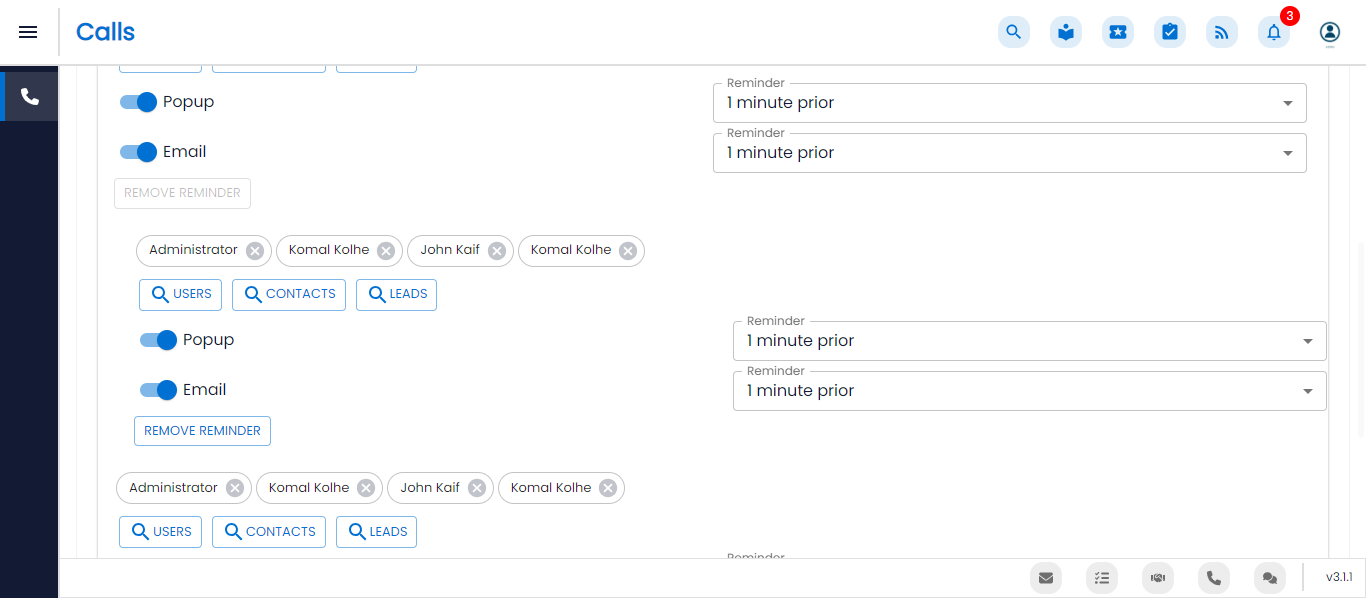 Calls
3
Popup
Reminder
1 minute prior
Email
Reminder
1 minute prior
REMOVE REMINDER
Administrator Komal Kolhe John Kaif Komal Kolhe
USERS CONTACTS LEADS
Popup
Reminder
1 minute prior
Email
Reminder
1 minute prior
REMOVE REMINDER
Administrator Komal Kolhe John Kaif Komal Kolhe
USERS CONTACTS LEADS
Reminder
v3.1.1